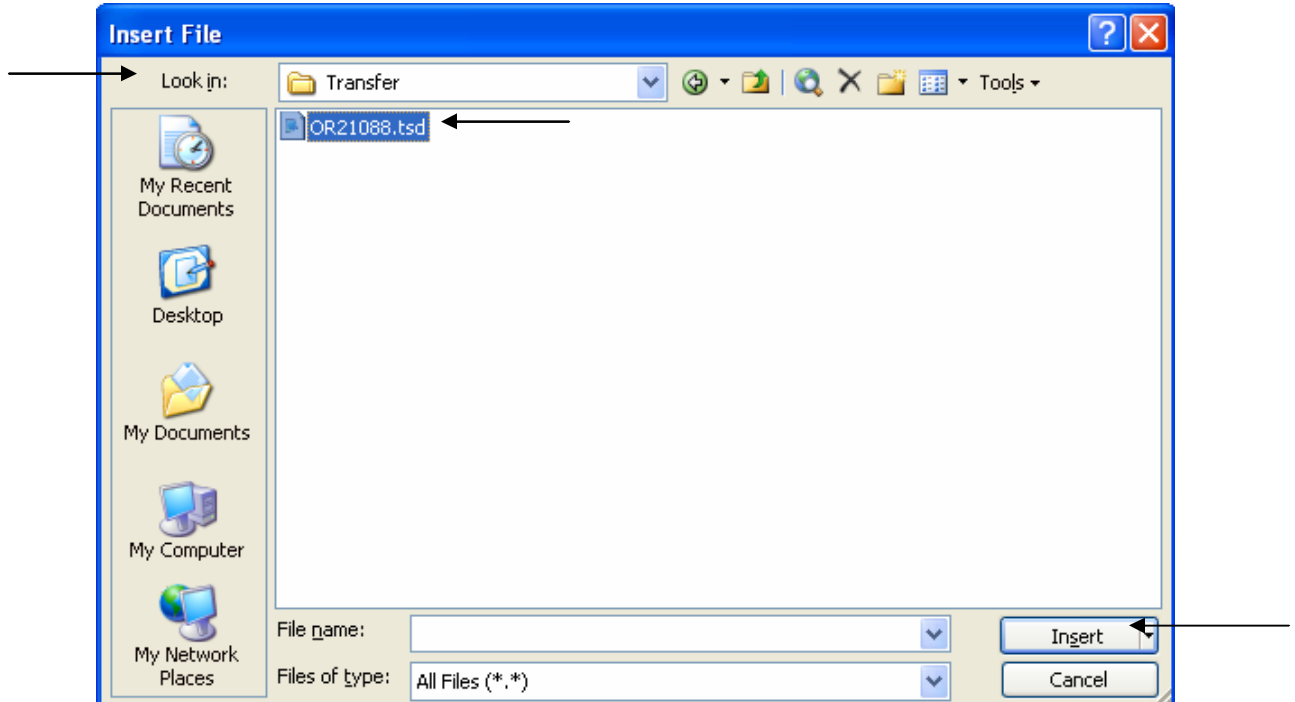 Insert File
Look in:
Transfer
Tools
OR21088.tsd
My Recent
Documents
Desktop
My Documents
My Computer
My Network
Places
File name:
Insert
Files of type:
All Files (*.*)
Cancel